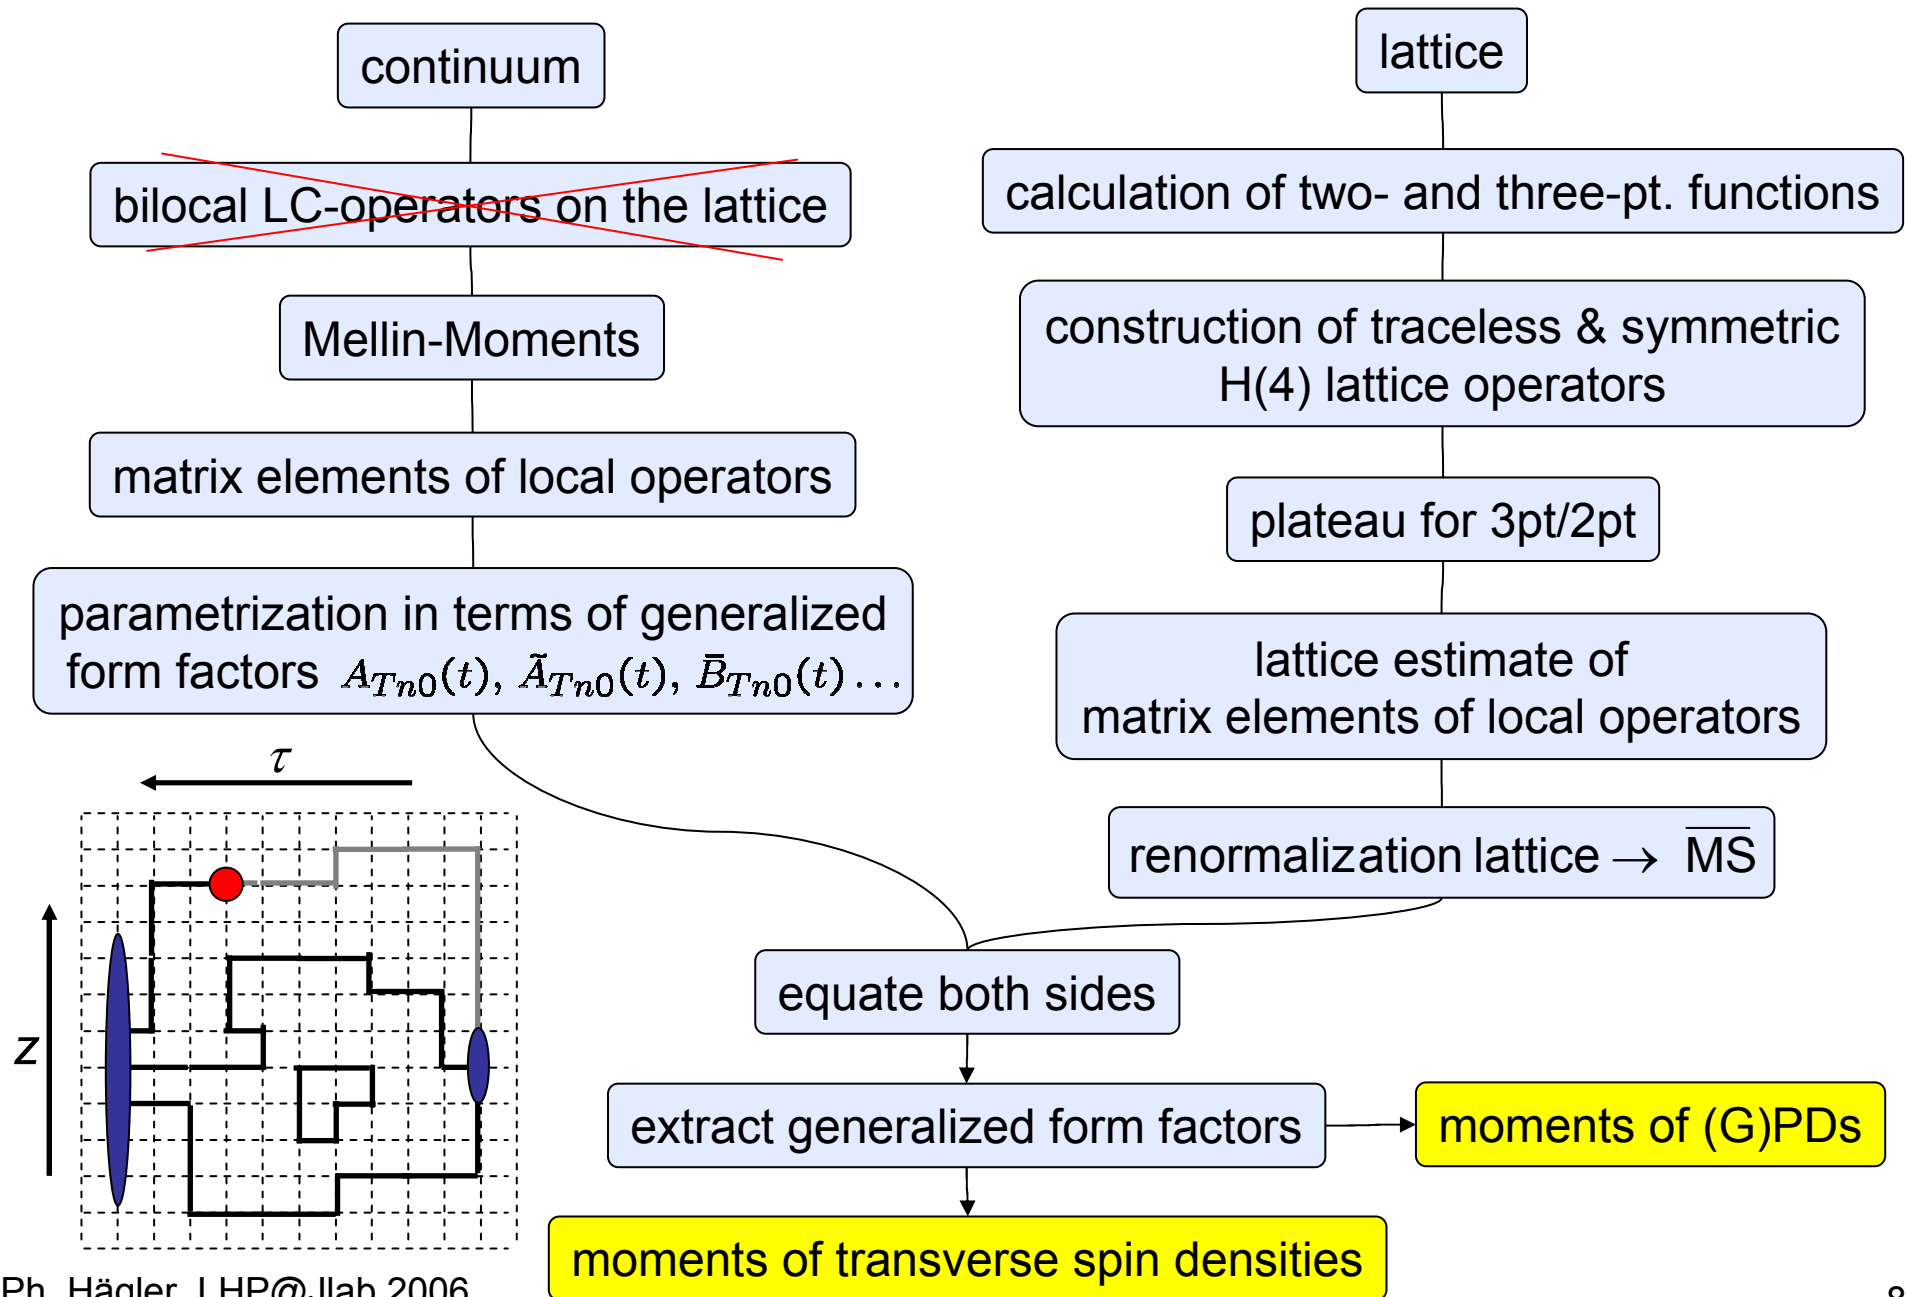 continuum
bilocal LC-operators on the lattice
Mellin-Moments
matrix elements of local operators
parametrization in terms of generalized
form factors $A_{Tn0}(t), \tilde{A}_{Tn0}(t), \bar{B}_{Tn0}(t) \ldots$
lattice
calculation of two- and three-pt. functions
construction of traceless & symmetric
H(4) lattice operators
plateau for 3pt/2pt
lattice estimate of
matrix elements of local operators
renormalization lattice → $\overline{\text{MS}}$
τ
z
equate both sides
extract generalized form factors
moments of (G)PDs
moments of transverse spin densities
Ph. Hägler, LHP@Jlab 2006
8